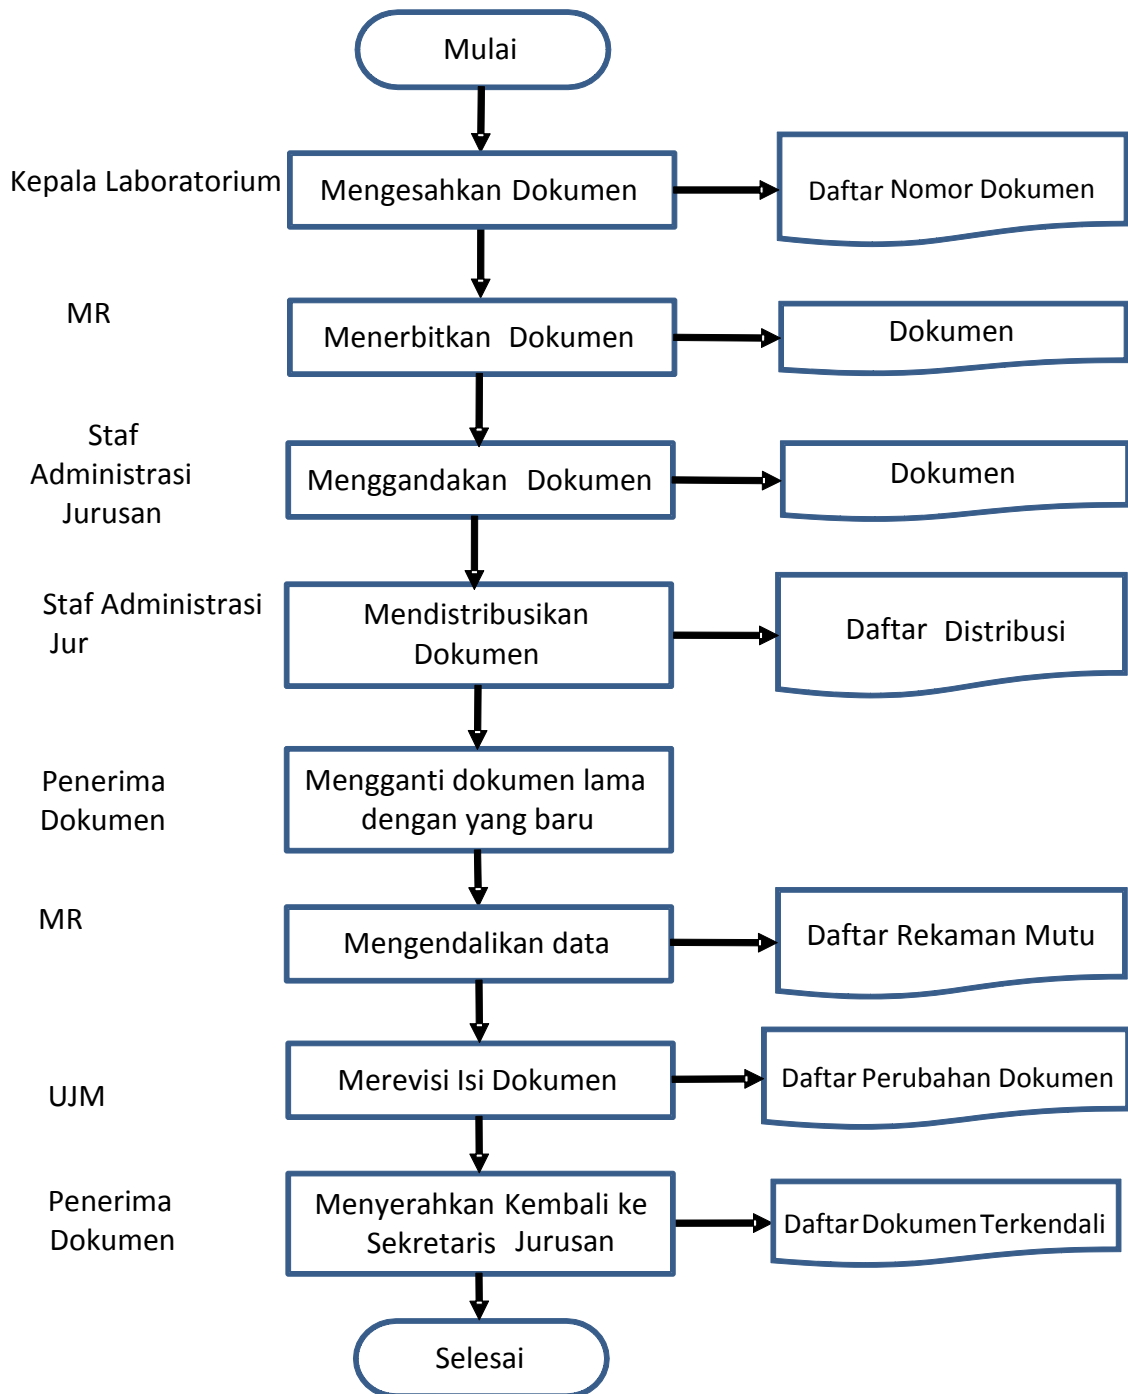 Mulai
Kepala Laboratorium
Mengesahkan Dokumen
Daftar Nomor Dokumen
MR
Menerbitkan Dokumen
Dokumen
Staf
Administrasi
Jurusan
Menggandakan Dokumen
Dokumen
Staf Administrasi
Jur
Mendistribusikan
Dokumen
Daftar Distribusi
Penerima
Dokumen
Mengganti dokumen lama
dengan yang baru
MR
Mengendalikan data
Daftar Rekaman Mutu
UJM
Merevisi Isi Dokumen
Daftar Perubahan Dokumen
Penerima
Dokumen
Menyerahkan Kembali ke
Sekretaris Jurusan
Daftar Dokumen Terkendali
Selesai